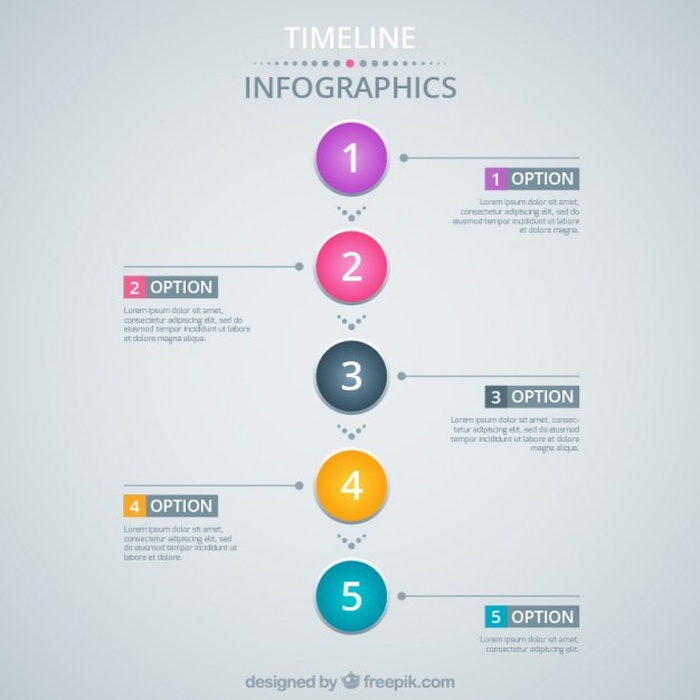 TIMELINE
INFOGRAPHICS
1
1 OPTION
Lorem ipsum dolor sit am,
consectetur adipiscing elit, sed do
eiusmod tempor incididunt ut labore
et dolore magna.
2
2 OPTION
Lorem ipsum dolor sit amet,
consectetur adipiscing elit, sed do
eiusmod tempor incididunt ut labore
et dolore magna aliqua.
3
3 OPTION
Lorem ipsum dolor sit amet, consec-
tetur adipiscing elit, sed do eiusmod
tempor incididunt ut labore et dolore
magna aliqua.
4
4 OPTION
Lorem ipsum dolor sit amet,
consectetur adipiscing elit, sed
do eiusmod tempor incididunt ut
labore et dolore.
5
5 OPTION
Lorem ipsum dolor sit amet,
consectetur adipiscing elit.
designed by freepik.com